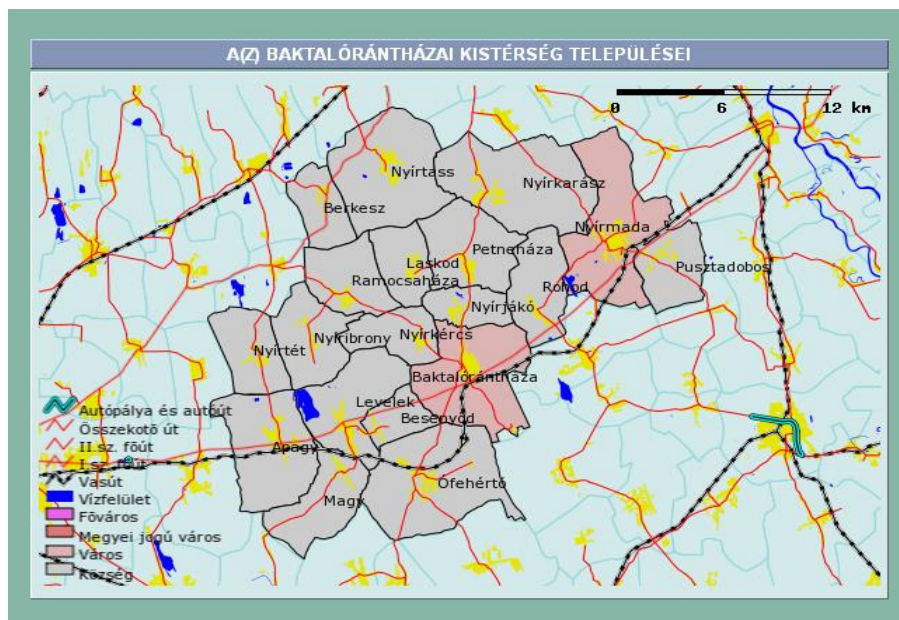 A(Z) BAKTALÓRÁNTHÁZAI KISTÉRSÉG TELEPÜLÉSEI
0 6 12 km
Nyírtass
Nyírkarász
Berkesz
Nyírmada
Petneháza
Laskod
Pusztadobos
Ramocsaháza
Rohod
Nyírjákó
Nyírkércs
Nyíribrony
Nyírtét
Baktalórántháza
Levelek
Besenyőd
Apagy
Ófehértó
Magy
Autópálya és autóút
Összekotő út
II.sz. főút
I.sz. főút
Vasút
Vízfelület
Főváros
Megyei jogú város
Város
Község